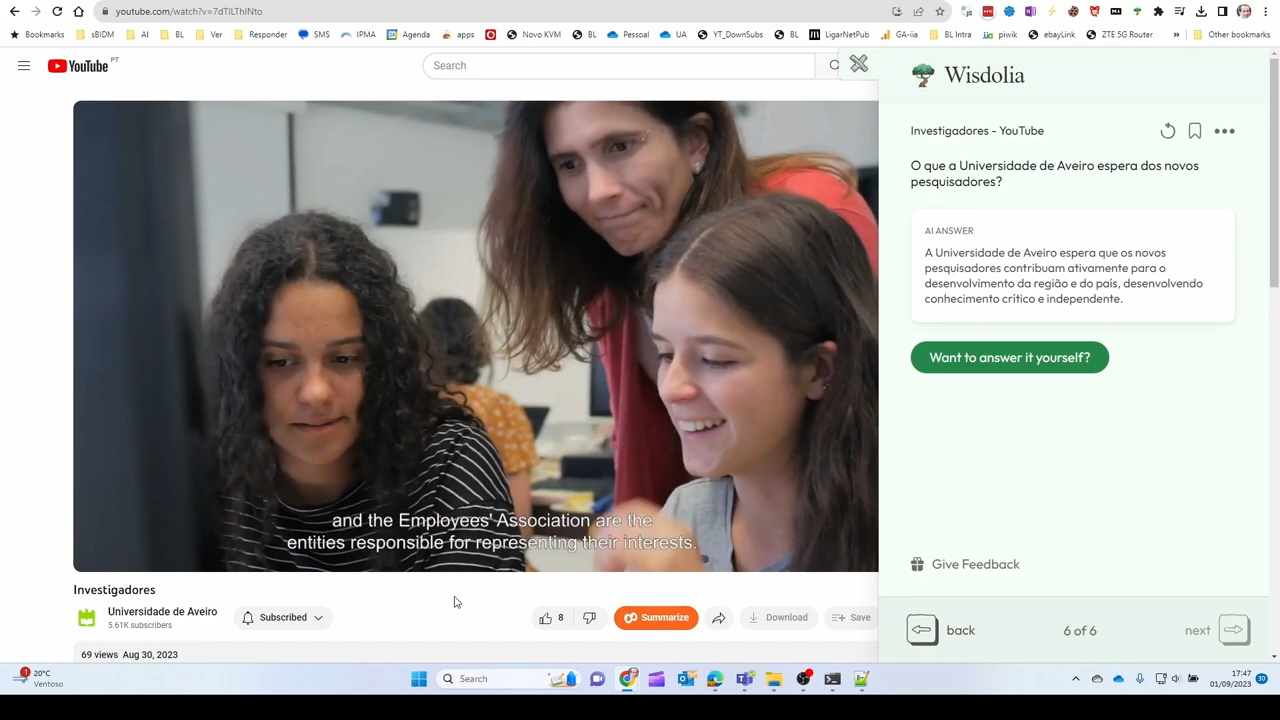 youtube.com/watch?v=7dTILThINto
Bookmarks sBIDM AI BL Ver Responder SMS IPMA Agenda apps Novo KVM BL Pessoal UA YT_DownSubs BL LigarNetPub GA-iia BL Intra piwik ebayLink ZTE 5G Router » Other bookmarks
YouTube PT
Search
and the Employees' Association are the
entities responsible for representing their interests.
Investigadores
Universidade de Aveiro
5.61K subscribers
Subscribed
8
Summarize
Download
Save
69 views Aug 30, 2023
Wisdolia
Investigadores - YouTube
O que a Universidade de Aveiro espera dos novos
pesquisadores?
AI ANSWER
A Universidade de Aveiro espera que os novos
pesquisadores contribuam ativamente para o
desenvolvimento da região e do país, desenvolvendo
conhecimento crítico e independente.
Want to answer it yourself?
Give Feedback
back
6 of 6
next
1
20°C
Ventoso
Search
17:47
01/09/2023
30